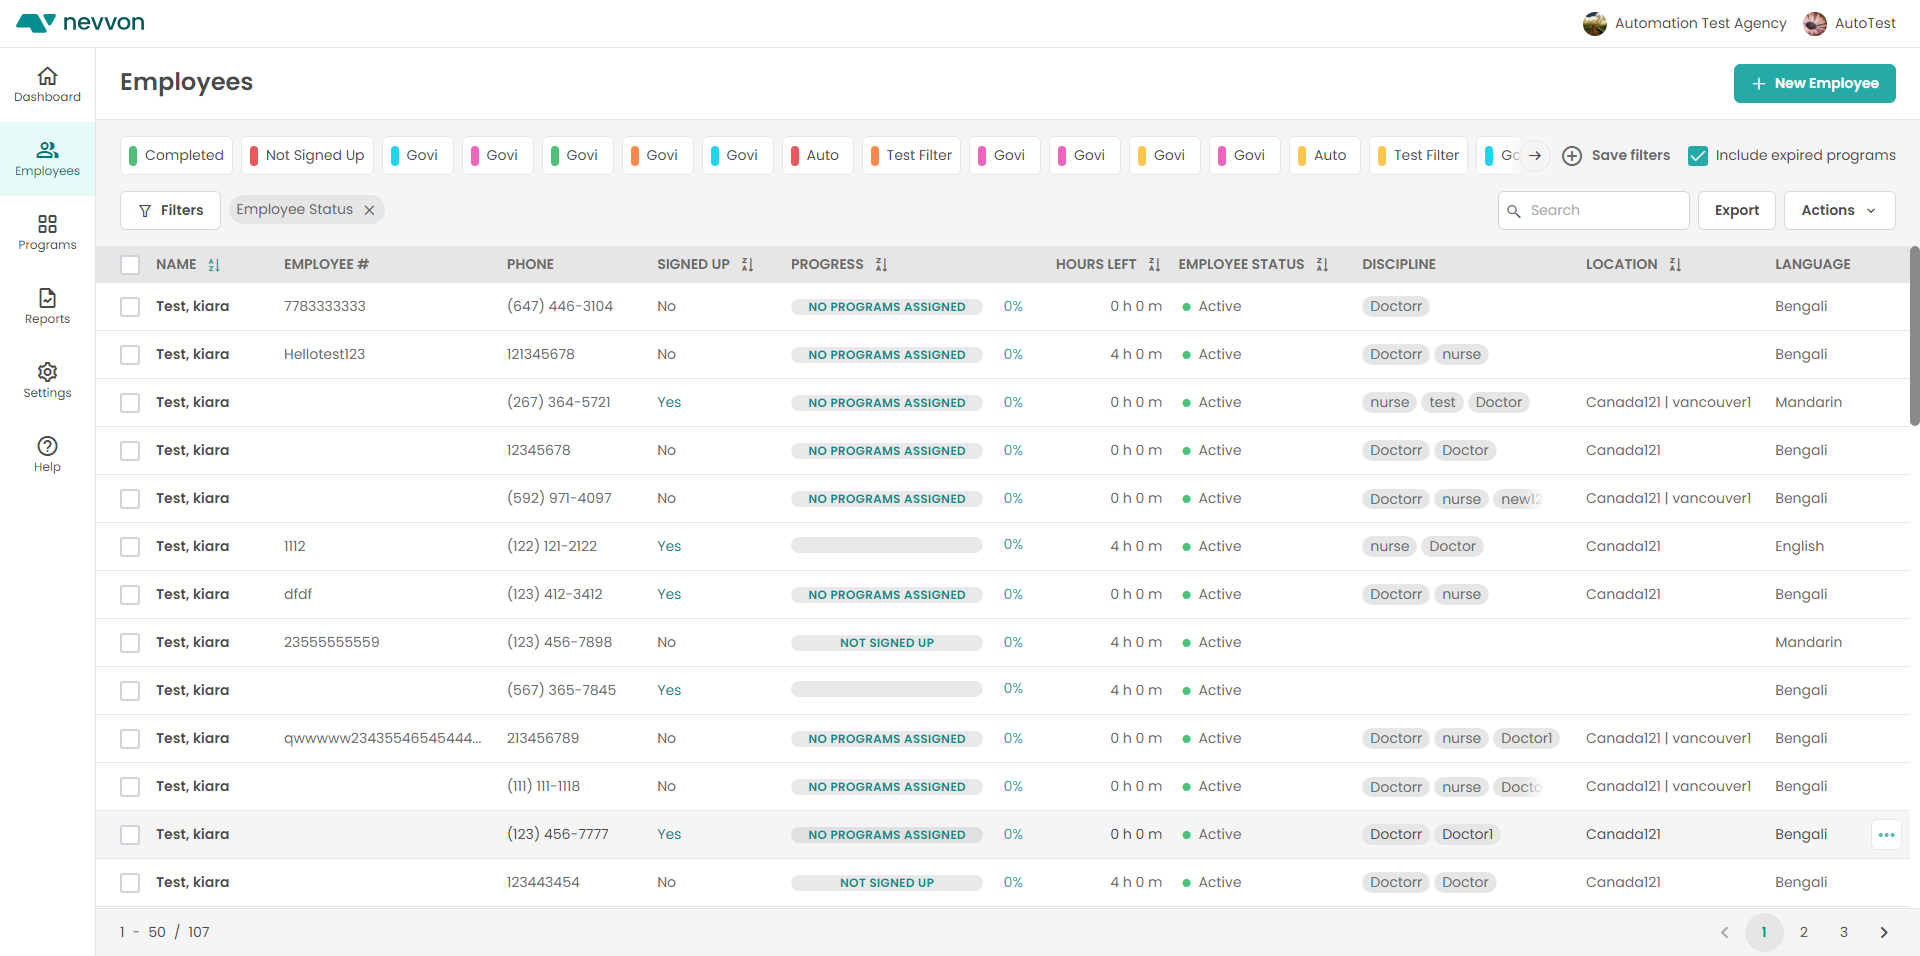 nevvon
Automation Test Agency AutoTest
Dashboard
Employees
Programs
Reports
Settings
Help
Employees
+ New Employee
Completed Not Signed Up Govi Govi Govi Govi Govi Auto Test Filter Govi Govi Govi Govi Auto Test Filter Save filters Include expired programs
Filters Employee Status Search Export Actions
NAME EMPLOYEE # PHONE SIGNED UP PROGRESS HOURS LEFT EMPLOYEE STATUS DISCIPLINE LOCATION LANGUAGE
Test, kiara 7783333333 (647) 446-3104 No NO PROGRAMS ASSIGNED 0% 0 h 0 m Active Doctorr Bengali
Test, kiara Hellotest123 121345678 No NO PROGRAMS ASSIGNED 0% 4 h 0 m Active Doctorr nurse Bengali
Test, kiara (267) 364-5721 Yes NO PROGRAMS ASSIGNED 0% 0 h 0 m Active nurse test Doctor Canada121 | vancouver1 Mandarin
Test, kiara 12345678 No NO PROGRAMS ASSIGNED 0% 0 h 0 m Active Doctorr Doctor Canada121 Bengali
Test, kiara (592) 971-4097 No NO PROGRAMS ASSIGNED 0% 0 h 0 m Active Doctorr nurse new12 Canada121 | vancouver1 Bengali
Test, kiara 1112 (122) 121-2122 Yes 0% 4 h 0 m Active nurse Doctor Canada121 English
Test, kiara dfdf (123) 412-3412 Yes NO PROGRAMS ASSIGNED 0% 4 h 0 m Active Doctorr nurse Canada121 Bengali
Test, kiara 23555555559 (123) 456-7898 No NOT SIGNED UP 0% 4 h 0 m Active Mandarin
Test, kiara (567) 365-7845 Yes 0% 4 h 0 m Active Bengali
Test, kiara qwwwww23435546545444... 213456789 No NO PROGRAMS ASSIGNED 0% 0 h 0 m Active Doctorr nurse Doctor1 Canada121 | vancouver1 Bengali
Test, kiara (111) 111-1118 No NO PROGRAMS ASSIGNED 0% 0 h 0 m Active Doctorr nurse Docto Canada121 | vancouver1 Bengali
Test, kiara (123) 456-7777 Yes NO PROGRAMS ASSIGNED 0% 0 h 0 m Active Doctorr Doctor1 Canada121 Bengali
Test, kiara 123443454 No NOT SIGNED UP 0% 4 h 0 m Active Doctorr Doctor Canada121 Bengali
1 - 50 / 107 1 2 3